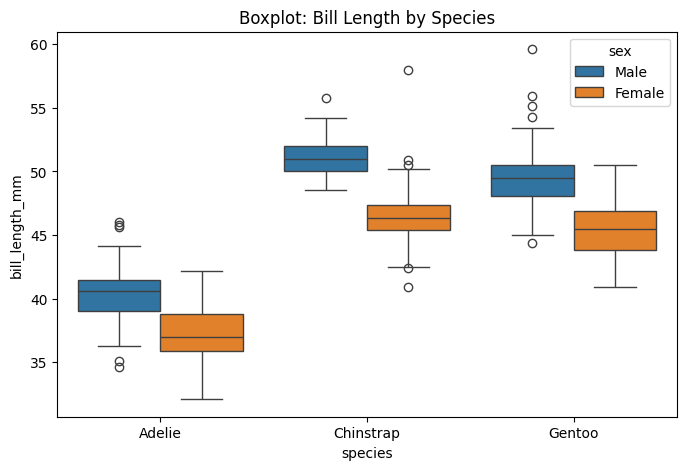 Boxplot: Bill Length by Species
sex
Male
Female
bill_length_mm
60
55
50
45
40
35
Adelie
Chinstrap
Gentoo
species